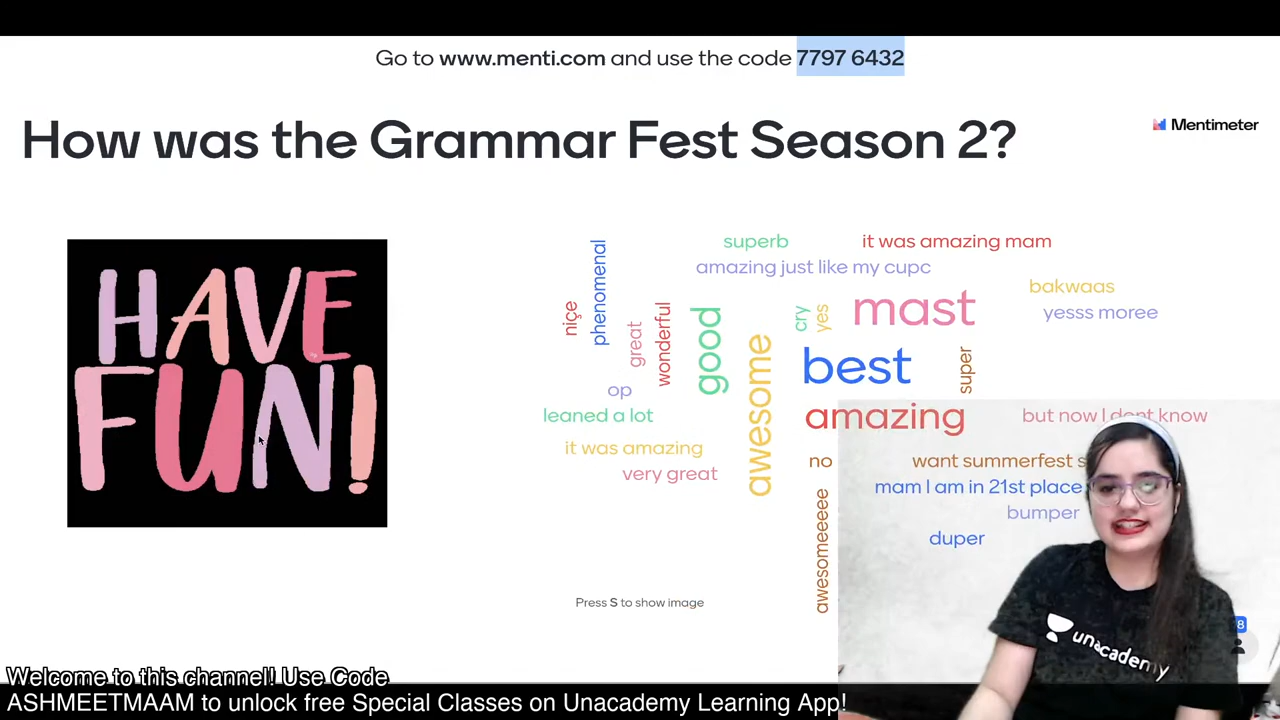 Go to www.menti.com and use the code 7797 6432
How was the Grammar Fest Season 2?
Mentimeter
HAVE
FUN!
superb
it was amazing mam
amazing just like my cupc
bakwaas
yesss moree
phenomenal
niçe
great
wonderful
good
cry
yes
mast
awesome
best
super
op
leaned a lot
amazing
but now I dont know
it was amazing
very great
no
want summerfest s
mam I am in 21st place
bumper
duper
awesomeeeeee
Press S to show image
8
unacademy
Welcome to this channel! Use Code
ASHMEETMAAM to unlock free Special Classes on Unacademy Learning App!